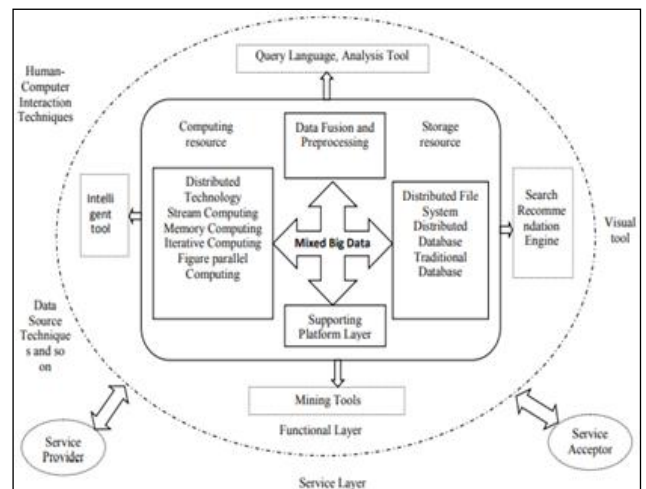 Query Language, Analysis Tool
Human-
Computer
Interaction
Techniques
Computing
resource
Data Fusion and
Preprocessing
Storage
resource
Intelli
gent
tool
Distributed
Technology
Stream Computing
Memory Computing
Iterative Computing
Figure parallel
Computing
Mixed Big Data
Distributed File
System
Distributed
Database
Traditional
Database
Search
Recomme
ndation
Engine
Visual
tool
Data
Source
Technique
s and so
on
Supporting
Platform Layer
Mining Tools
Functional Layer
Service
Provider
Service
Acceptor
Service Layer